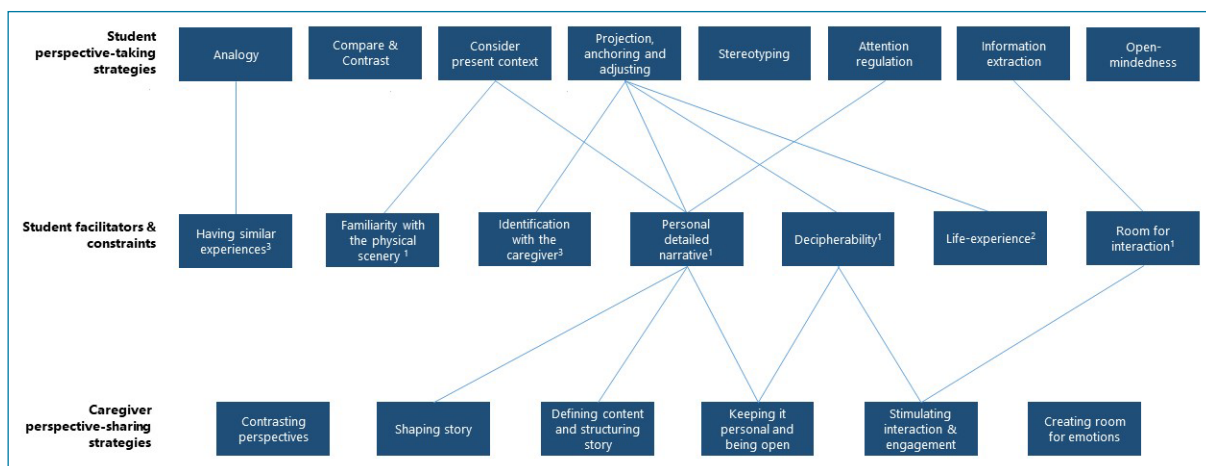 Student
perspective-taking
strategies
Analogy
Compare &
Contrast
Consider
present context
Projection,
anchoring and
adjusting
Stereotyping
Attention
regulation
Information
extraction
Open-
mindedness
Student facilitators &
constraints
Having similar
experiences³
Familiarity with
the physical
scenery ¹
Identification
with the
caregiver³
Personal
detailed
narrative¹
Decipherability¹
Life-experience²
Room for
interaction¹
Caregiver
perspective-sharing
strategies
Contrasting
perspectives
Shaping story
Defining content
and structuring
story
Keeping it
personal and
being open
Stimulating
interaction &
engagement
Creating room
for emotions